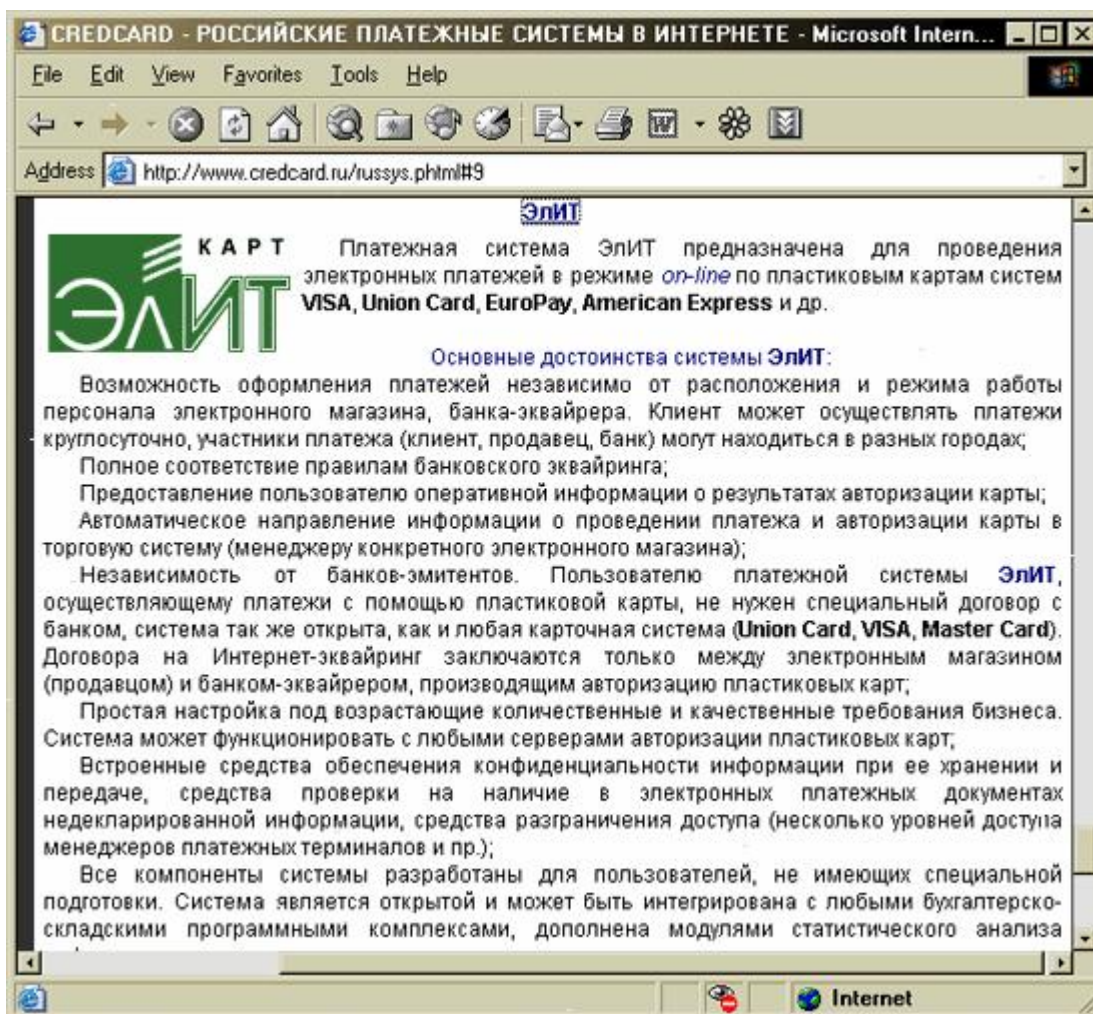 CREDCARD - РОССИЙСКИЕ ПЛАТЕЖНЫЕ СИСТЕМЫ В ИНТЕРНЕТЕ - Microsoft Intern...
File Edit View Favorites Tools Help
Address http://www.credcard.ru/russys.phtml#9
ЭлИТ
КАРТ
ЭлИТ
Платежная система ЭлИТ предназначена для проведения
электронных платежей в режиме on-line по пластиковым картам систем
VISA, Union Card, EuroPay, American Express и др.
Основные достоинства системы ЭлИТ:
Возможность оформления платежей независимо от расположения и режима работы
персонала электронного магазина, банка-эквайрера. Клиент может осуществлять платежи
круглосуточно, участники платежа (клиент, продавец, банк) могут находиться в разных городах;
Полное соответствие правилам банковского эквайринга;
Предоставление пользователю оперативной информации о результатах авторизации карты;
Автоматическое направление информации о проведении платежа и авторизации карты в
торговую систему (менеджеру конкретного электронного магазина);
Независимость от банков-эмитентов. Пользователю платежной системы ЭлИТ,
осуществляющему платежи с помощью пластиковой карты, не нужен специальный договор с
банком, система так же открыта, как и любая карточная система (Union Card, VISA, Master Card).
Договора на Интернет-эквайринг заключаются только между электронным магазином
(продавцом) и банком-эквайрером, производящим авторизацию пластиковых карт;
Простая настройка под возрастающие количественные и качественные требования бизнеса.
Система может функционировать с любыми серверами авторизации пластиковых карт;
Встроенные средства обеспечения конфиденциальности информации при ее хранении и
передаче, средства проверки на наличие в электронных платежных документах
недекларированной информации, средства разграничения доступа (несколько уровней доступа
менеджеров платежных терминалов и пр.);
Все компоненты системы разработаны для пользователей, не имеющих специальной
подготовки. Система является открытой и может быть интегрирована с любыми бухгалтерско-
складскими программными комплексами, дополнена модулями статистического анализа
Internet